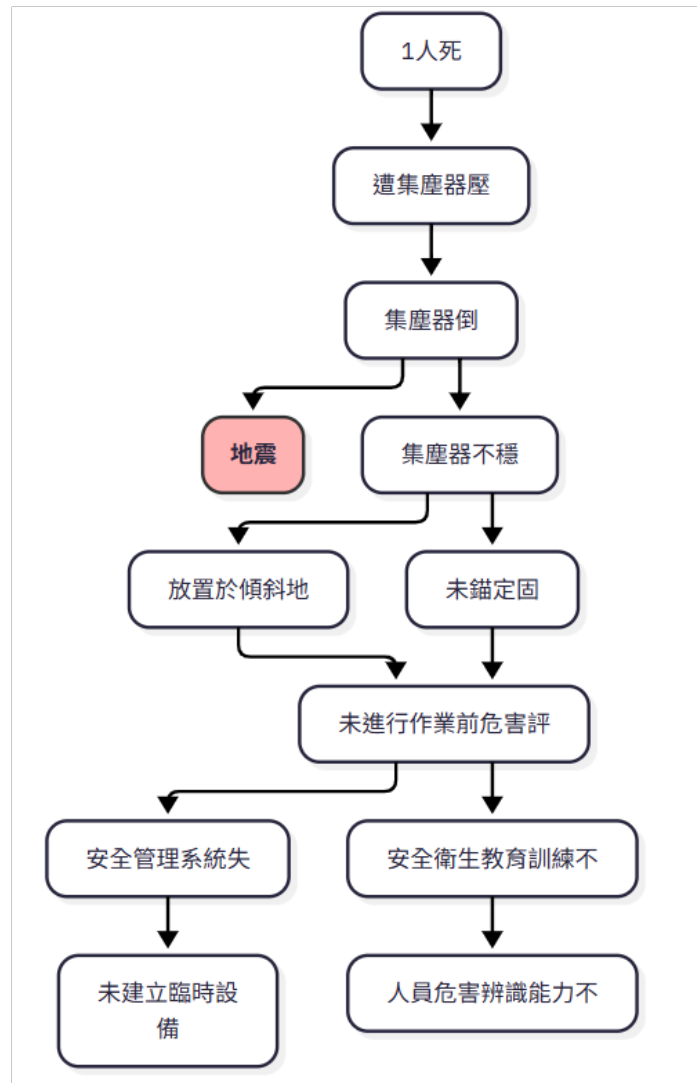 1人死
遭集塵器壓
集塵器倒
地震
集塵器不穩
放置於傾斜地
未錨定固
未進行作業前危害評
安全管理系統失
安全衛生教育訓練不
未建立臨時設
備
人員危害辨識能力不